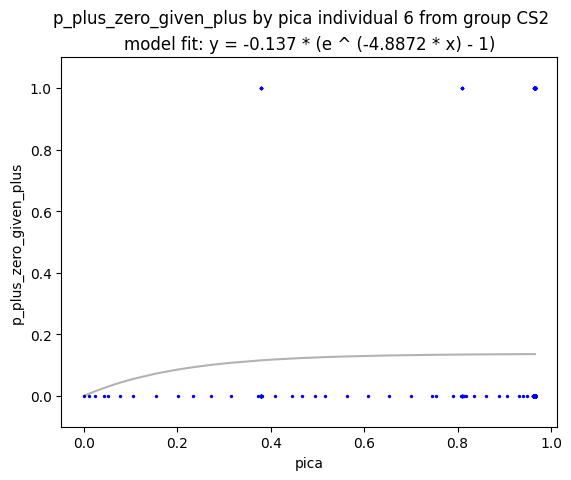 p_plus_zero_given_plus by pica individual 6 from group CS2
model fit: y = -0.137 * (e ^ (-4.8872 * x) - 1)
1.0
0.8
0.6
0.4
0.2
0.0
p_plus_zero_given_plus
0.0 0.2 0.4 0.6 0.8 1.0
pica